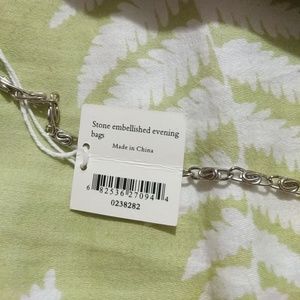 Stone embellished evening
bags
Made in China
6 82536 27094 4
0238282